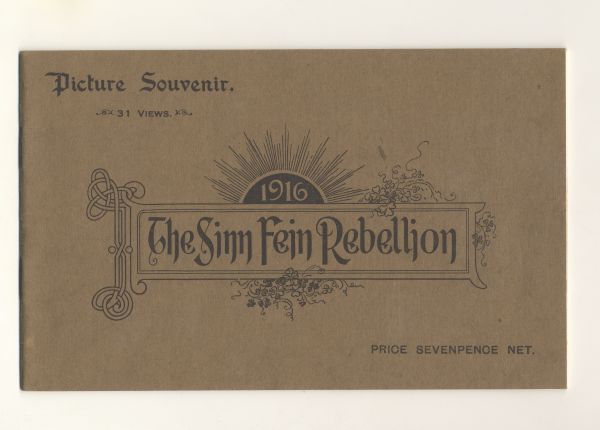 Picture Souvenir.
31 VIEWS.
1916
The Sinn Fein Rebellion
PRICE SEVENPENCE NET.